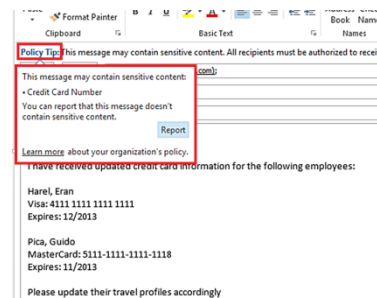 Format Painter
B I U A
Book Nam
Clipboard
Basic Text
Names
Policy Tip: This message may contain sensitive content. All recipients must be authorized to recei
.com);
This message may contain sensitive content:
• Credit Card Number
You can report that this message doesn't
contain sensitive content.
Report
Learn more about your organization's policy.
I have received updated credit card information for the following employees:
Harel, Eran
Visa: 4111 1111 1111 1111
Expires: 12/2013
Pica, Guido
MasterCard: 5111-1111-1111-1118
Expires: 11/2013
Please update their travel profiles accordingly